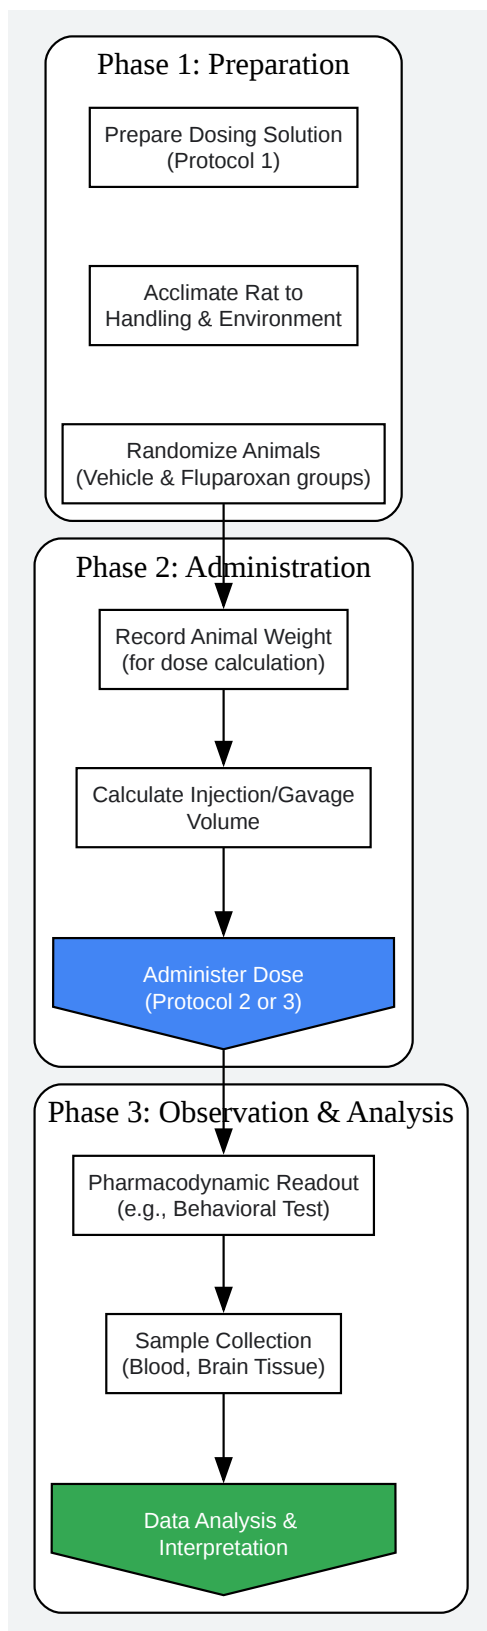 Phase 1: Preparation
Prepare Dosing Solution
(Protocol 1)
Acclimate Rat to
Handling & Environment
Randomize Animals
(Vehicle & Fluparoxan groups)
Phase 2: Administration
Record Animal Weight
(for dose calculation)
Calculate Injection/Gavage
Volume
Administer Dose
(Protocol 2 or 3)
Phase 3: Observation & Analysis
Pharmacodynamic Readout
(e.g., Behavioral Test)
Sample Collection
(Blood, Brain Tissue)
Data Analysis &
Interpretation